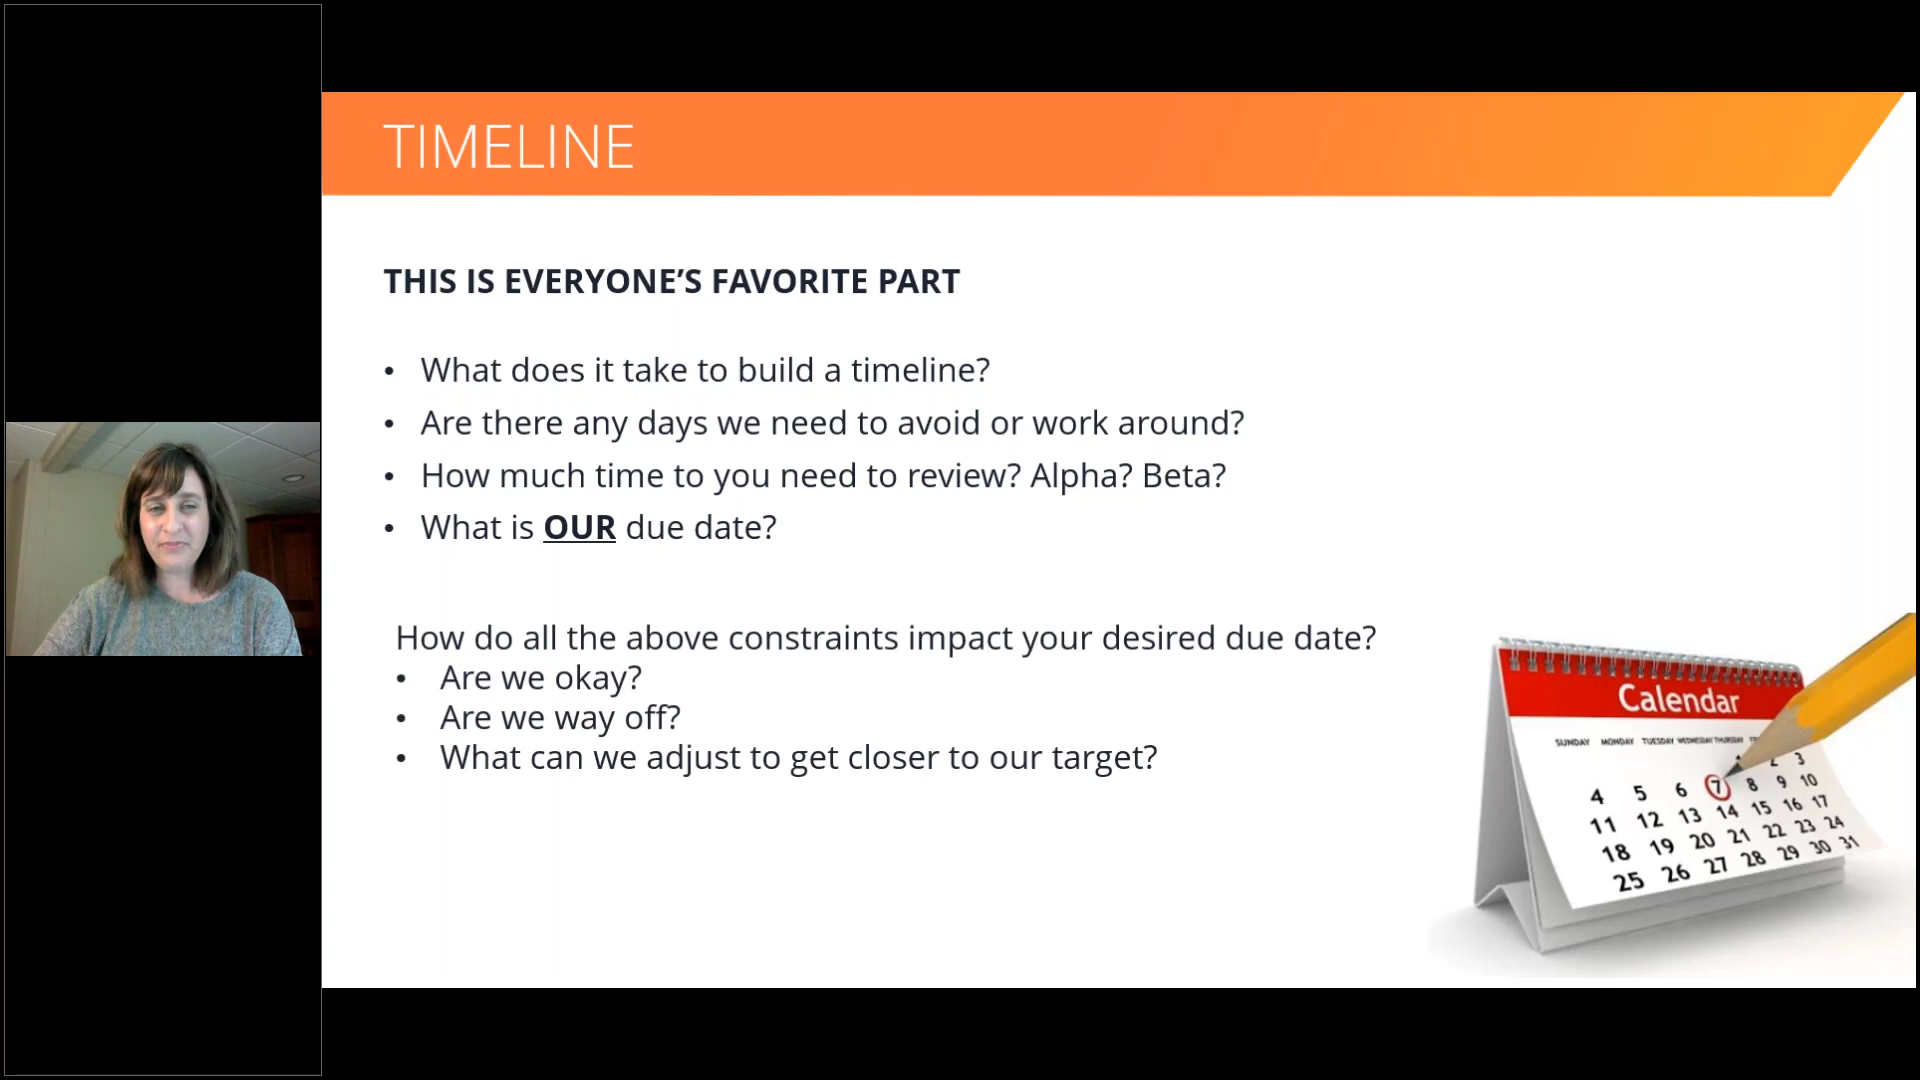 TIMELINE
THIS IS EVERYONE’S FAVORITE PART
• What does it take to build a timeline?
• Are there any days we need to avoid or work around?
• How much time to you need to review? Alpha? Beta?
• What is OUR due date?
How do all the above constraints impact your desired due date?
• Are we okay?
• Are we way off?
• What can we adjust to get closer to our target?
Calendar
SUNDAY MONDAY TUESDAY WEDNESDAY THURSDAY
2 3
4 5 6 7 8 9 10
11 12 13 14 15 16 17
18 19 20 21 22 23 24
25 26 27 28 29 30 31